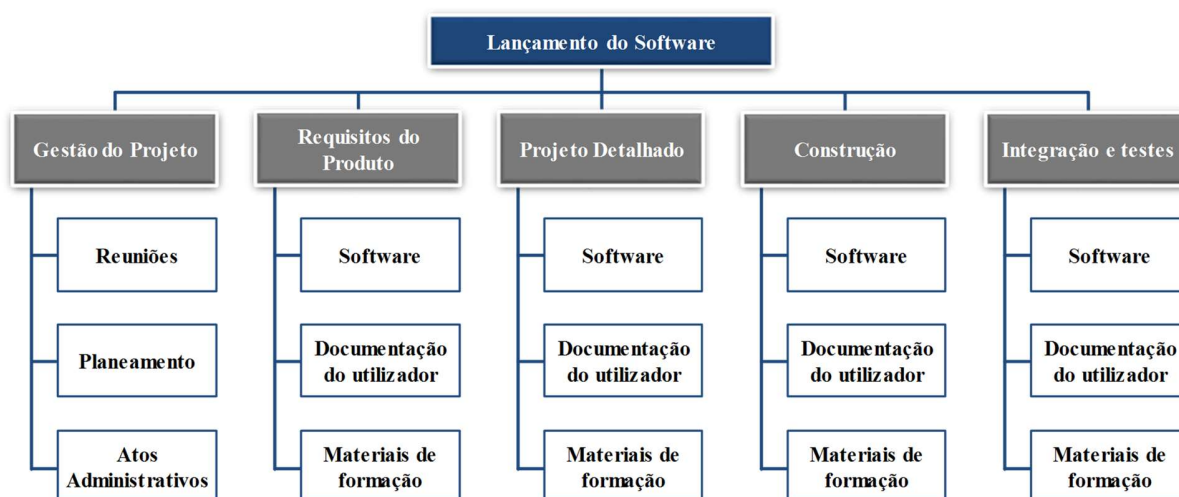 Lançamento do Software
Gestão do Projeto
Requisitos do
Produto
Projeto Detalhado
Construção
Integração e testes
Reuniões
Software
Software
Software
Software
Planeamento
Documentação
do utilizador
Documentação
do utilizador
Documentação
do utilizador
Documentação
do utilizador
Atos
Administrativos
Materiais de
formação
Materiais de
formação
Materiais de
formação
Materiais de
formação